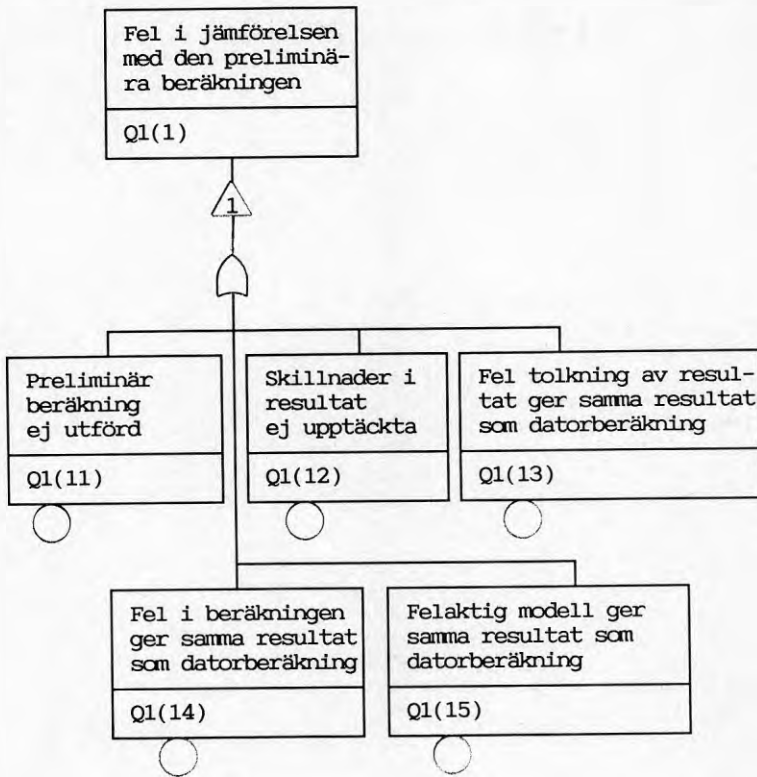 Fel i jämförelsen
med den preliminä-
ra beräkningen
Q1(1)
1
Preliminär
beräkning
ej utförd
Q1(11)
Skillnader i
resultat
ej upptäckta
Q1(12)
Fel tolkning av resul-
tat ger samma resultat
som datorberäkning
Q1(13)
Fel i beräkningen
ger samma resultat
som datorberäkning
Q1(14)
Felaktig modell ger
samma resultat som
datorberäkning
Q1(15)